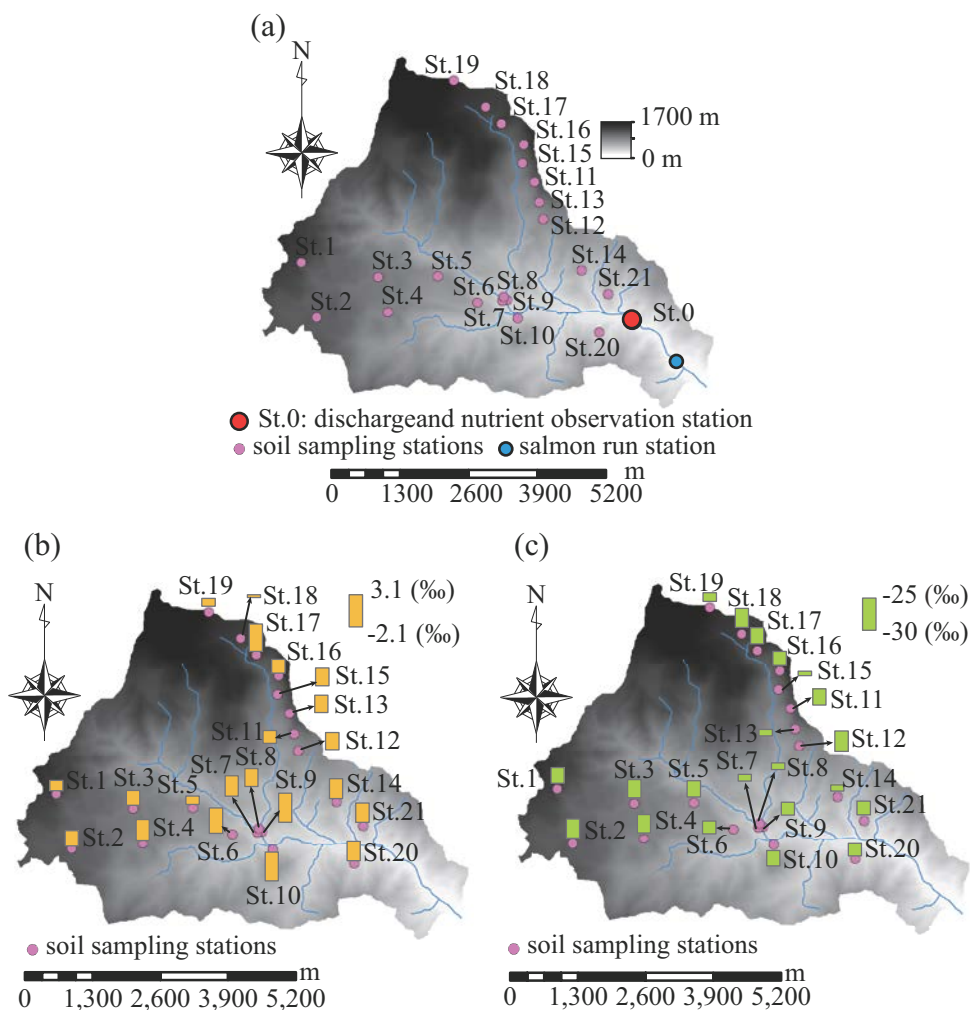 (a)
N
St.19
St.18
St.17
St.16
St.15
St.11
St.13
St.12
1700 m
0 m
St.1
St.3
St.5
St.8
St.14
St.2
St.4
St.6
St.9
St.21
St.7
St.10
St.0
St.20
St.0: dischargeand nutrient observation station
soil sampling stations
salmon run station
m
0 1300 2600 3900 5200
(b)
N
St.19
St.18
St.17
3.1 (‰)
-2.1 (‰)
St.16
St.15
St.13
St.11
St.12
St.8
St.7
St.9
St.1
St.3
St.5
St.14
St.2
St.4
St.21
St.6
St.20
St.10
soil sampling stations
m
0 1,300 2,600 3,900 5,200
(c)
N
St.19
St.18
St.17
-25 (‰)
-30 (‰)
St.16
St.15
St.11
St.13
St.12
St.7
St.8
St.1
St.3
St.5
St.14
St.2
St.4
St.21
St.6
St.9
St.20
St.10
soil sampling stations
m
0 1,300 2,600 3,900 5,200